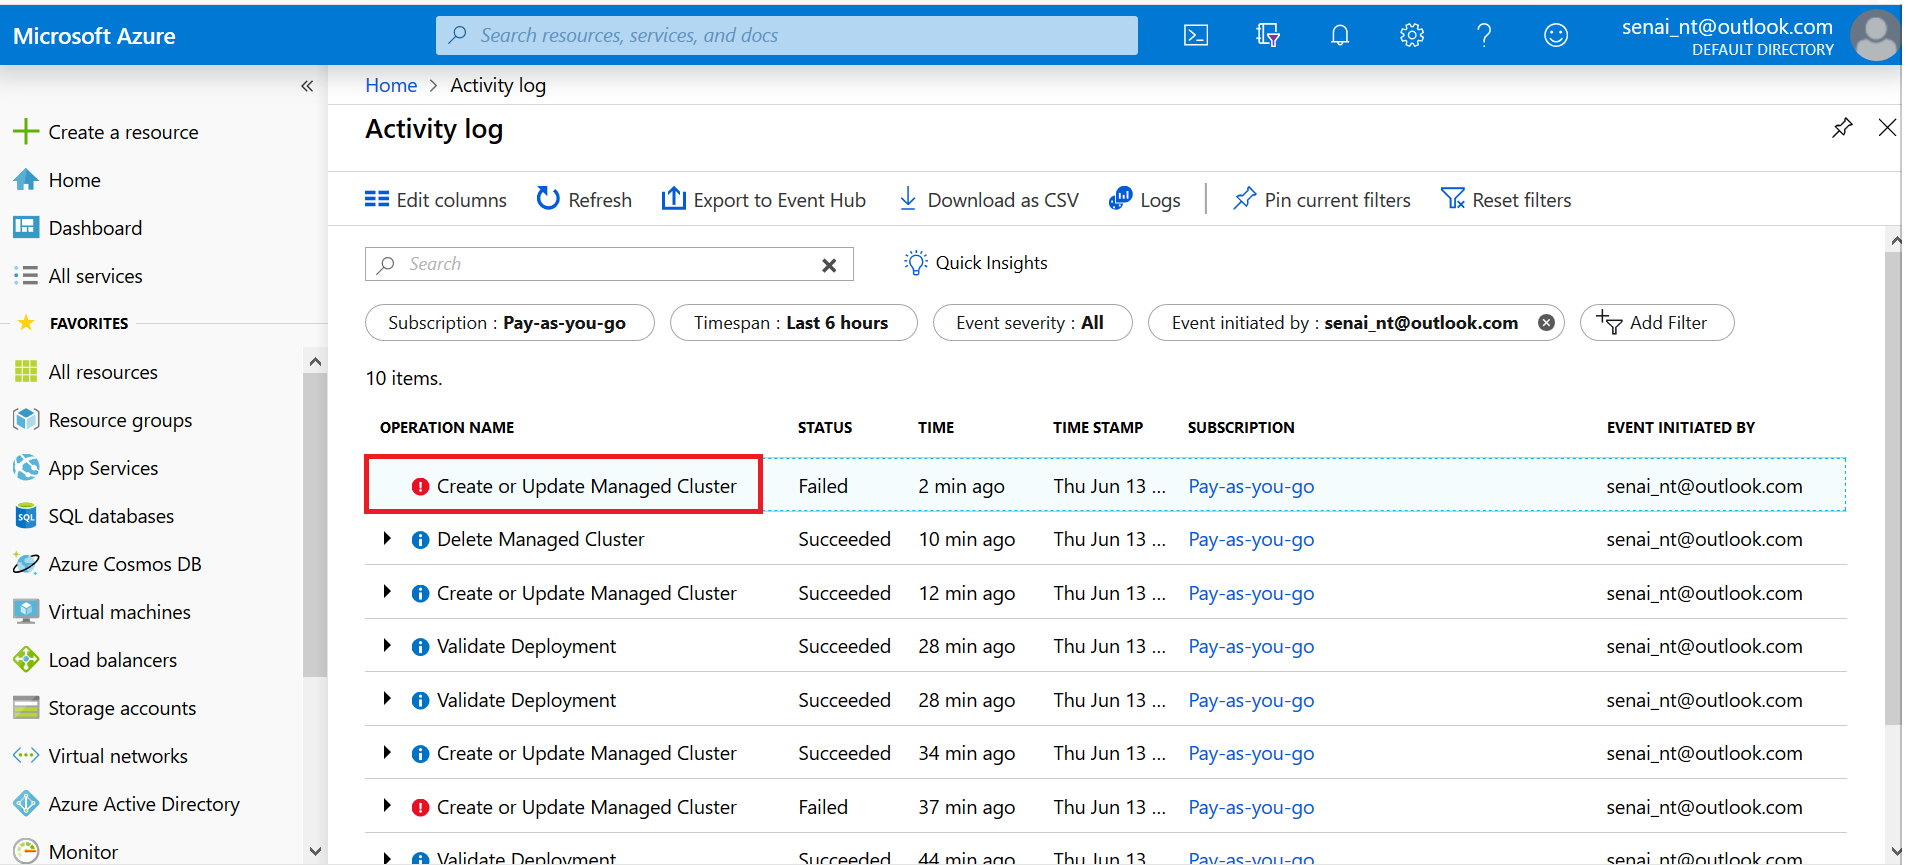 Microsoft Azure
Search resources, services, and docs
senai_nt@outlook.com
DEFAULT DIRECTORY
Create a resource
Home
Dashboard
All services
FAVORITES
All resources
Resource groups
App Services
SQL databases
Azure Cosmos DB
Virtual machines
Load balancers
Storage accounts
Virtual networks
Azure Active Directory
Monitor
Home > Activity log
Activity log
Edit columns Refresh Export to Event Hub Download as CSV Logs Pin current filters Reset filters
Search Quick Insights
Subscription : Pay-as-you-go Timespan : Last 6 hours Event severity : All Event initiated by : senai_nt@outlook.com Add Filter
10 items.
OPERATION NAME STATUS TIME TIME STAMP SUBSCRIPTION EVENT INITIATED BY
Create or Update Managed Cluster Failed 2 min ago Thu Jun 13 ... Pay-as-you-go senai_nt@outlook.com
Delete Managed Cluster Succeeded 10 min ago Thu Jun 13 ... Pay-as-you-go senai_nt@outlook.com
Create or Update Managed Cluster Succeeded 12 min ago Thu Jun 13 ... Pay-as-you-go senai_nt@outlook.com
Validate Deployment Succeeded 28 min ago Thu Jun 13 ... Pay-as-you-go senai_nt@outlook.com
Validate Deployment Succeeded 28 min ago Thu Jun 13 ... Pay-as-you-go senai_nt@outlook.com
Create or Update Managed Cluster Succeeded 34 min ago Thu Jun 13 ... Pay-as-you-go senai_nt@outlook.com
Create or Update Managed Cluster Failed 37 min ago Thu Jun 13 ... Pay-as-you-go senai_nt@outlook.com
Validate Deployment Succeeded 44 min ago Thu Jun 13 ... Pay-as-you-go senai_nt@outlook.com